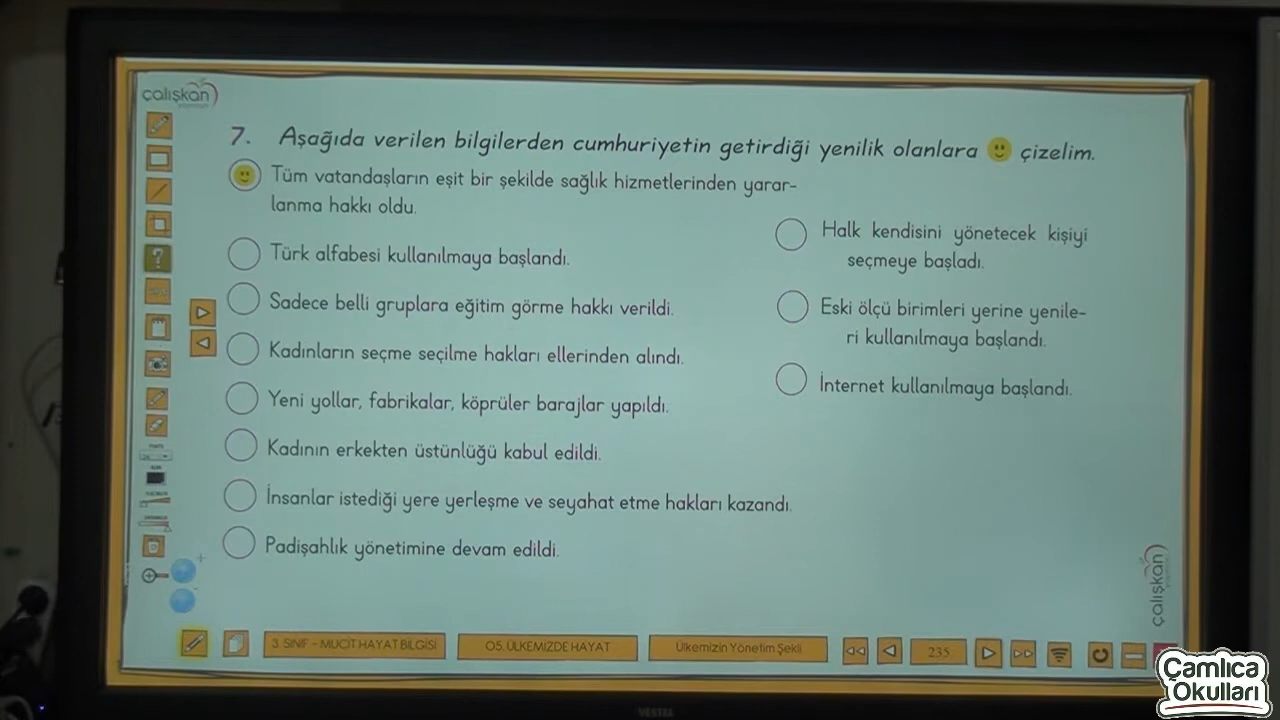 çalışkan
7. Aşağıda verilen bilgilerden cumhuriyetin getirdiği yenilik olanlara çizelim.
Tüm vatandaşların eşit bir şekilde sağlık hizmetlerinden yarar-
lanma hakkı oldu.
Türk alfabesi kullanılmaya başlandı.
Sadece belli gruplara eğitim görme hakkı verildi.
Kadınların seçme seçilme hakları ellerinden alındı.
Yeni yollar, fabrikalar, köprüler barajlar yapıldı.
Kadının erkekten üstünlüğü kabul edildi.
İnsanlar istediği yere yerleşme ve seyahat etme hakları kazandı.
Padişahlık yönetimine devam edildi.
Halk kendisini yönetecek kişiyi
seçmeye başladı.
Eski ölçü birimleri yerine yenile-
ri kullanılmaya başlandı.
İnternet kullanılmaya başlandı.
çalışkan
3. SINIF - MUCİT HAYAT BİLGİSİ
05. ÜLKEMİZDE HAYAT
Ülkemizin Yönetim Şekli
235
VESTEL
Çamlıca
Okulları